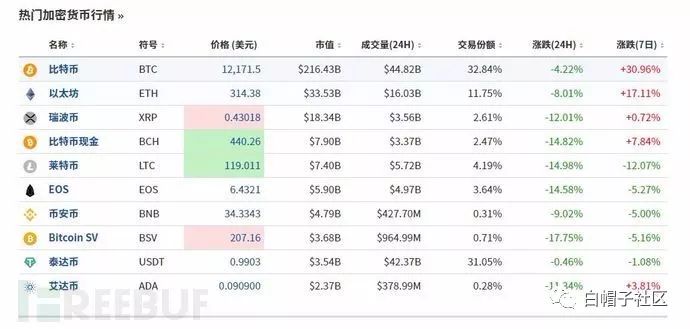 热门加密货币行情 »
名称 符号 价格 (美元) 市值 成交量(24H) 交易份额 涨跌(24H) 涨跌(7日)
比特币 BTC 12,171.5 $216.43B $44.82B 32.84% -4.22% +30.96%
以太坊 ETH 314.38 $33.53B $16.03B 11.75% -8.01% +17.11%
瑞波币 XRP 0.43018 $18.34B $3.56B 2.61% -12.01% +0.72%
比特币现金 BCH 440.26 $7.90B $3.37B 2.47% -14.82% +7.84%
莱特币 LTC 119.011 $7.40B $5.72B 4.19% -14.98% -12.07%
EOS EOS 6.4321 $5.90B $4.97B 3.64% -14.58% -5.27%
币安币 BNB 34.3343 $4.79B $427.70M 0.31% -9.02% -5.00%
Bitcoin SV BSV 207.16 $3.68B $964.99M 0.71% -17.75% -5.16%
泰达币 USDT 0.9903 $3.54B $42.37B 31.05% -0.46% -1.08%
艾达币 ADA 0.090900 $2.37B $378.99M 0.28% -11.34% +3.81%
FREEBUF
白帽子社区